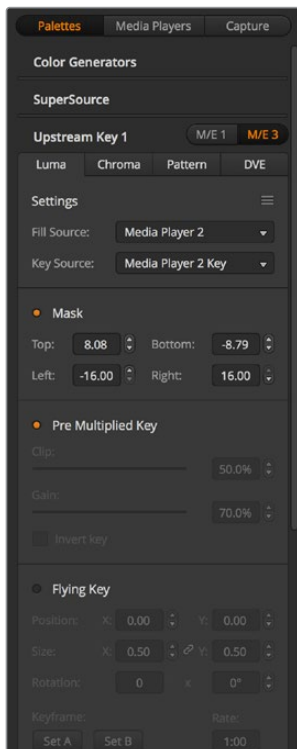 Palettes Media Players Capture
Color Generators
SuperSource
Upstream Key 1 M/E 1 M/E 3
Luma Chroma Pattern DVE
Settings
Fill Source: Media Player 2
Key Source: Media Player 2 Key
Mask
Top: 8.08 Bottom: -8.79
Left: -16.00 Right: 16.00
Pre Multiplied Key
Clip:
50.0%
Gain:
70.0%
Invert key
Flying Key
Position: X: 0.00 Y: 0.00
Size: X: 0.50 Y: 0.50
Rotation: 0 x 0°
Keyframe: Rate:
Set A Set B 1:00